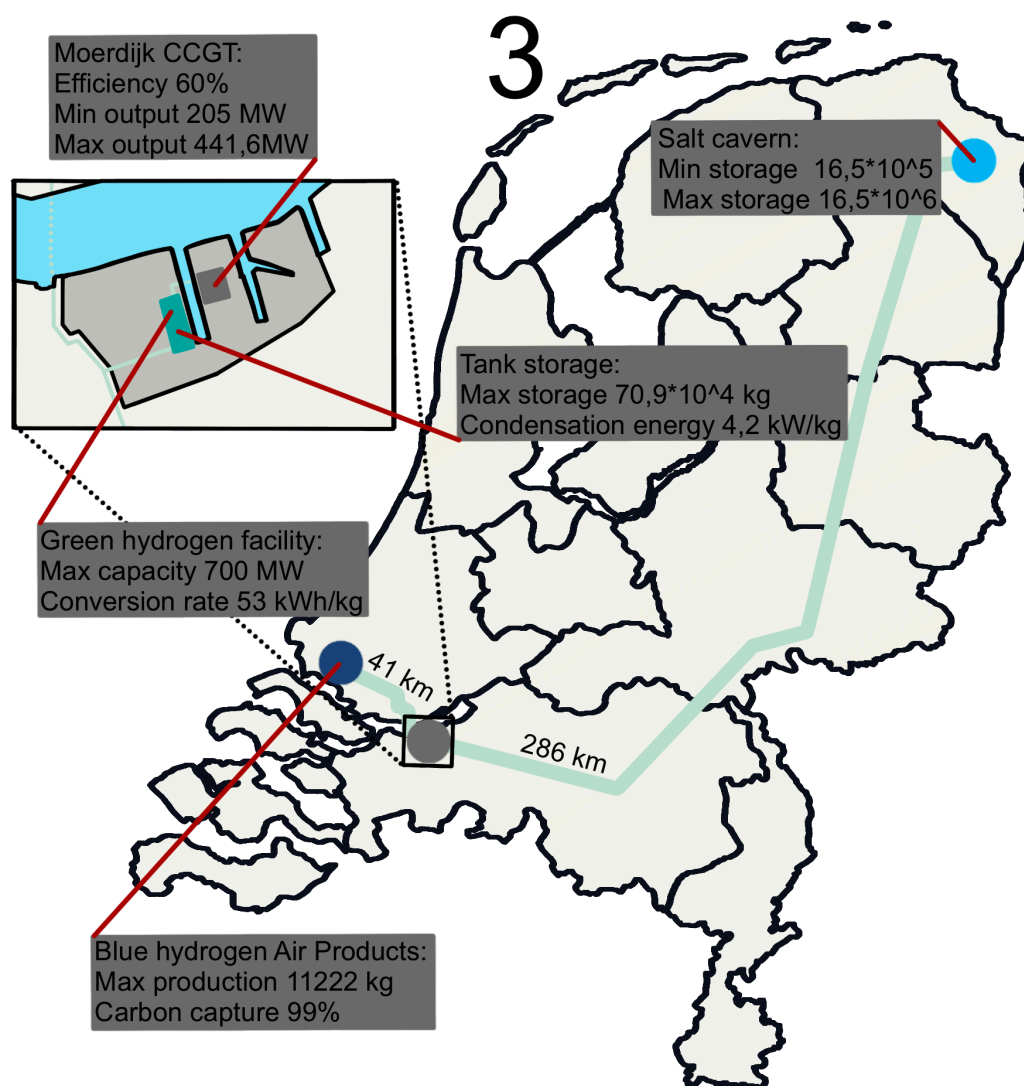 3
Moerdijk CCGT:
Efficiency 60%
Min output 205 MW
Max output 441,6MW
Salt cavern:
Min storage 16,5*10^5
Max storage 16,5*10^6
Tank storage:
Max storage 70,9*10^4 kg
Condensation energy 4,2 kW/kg
Green hydrogen facility:
Max capacity 700 MW
Conversion rate 53 kWh/kg
41 km
286 km
Blue hydrogen Air Products:
Max production 11222 kg
Carbon capture 99%